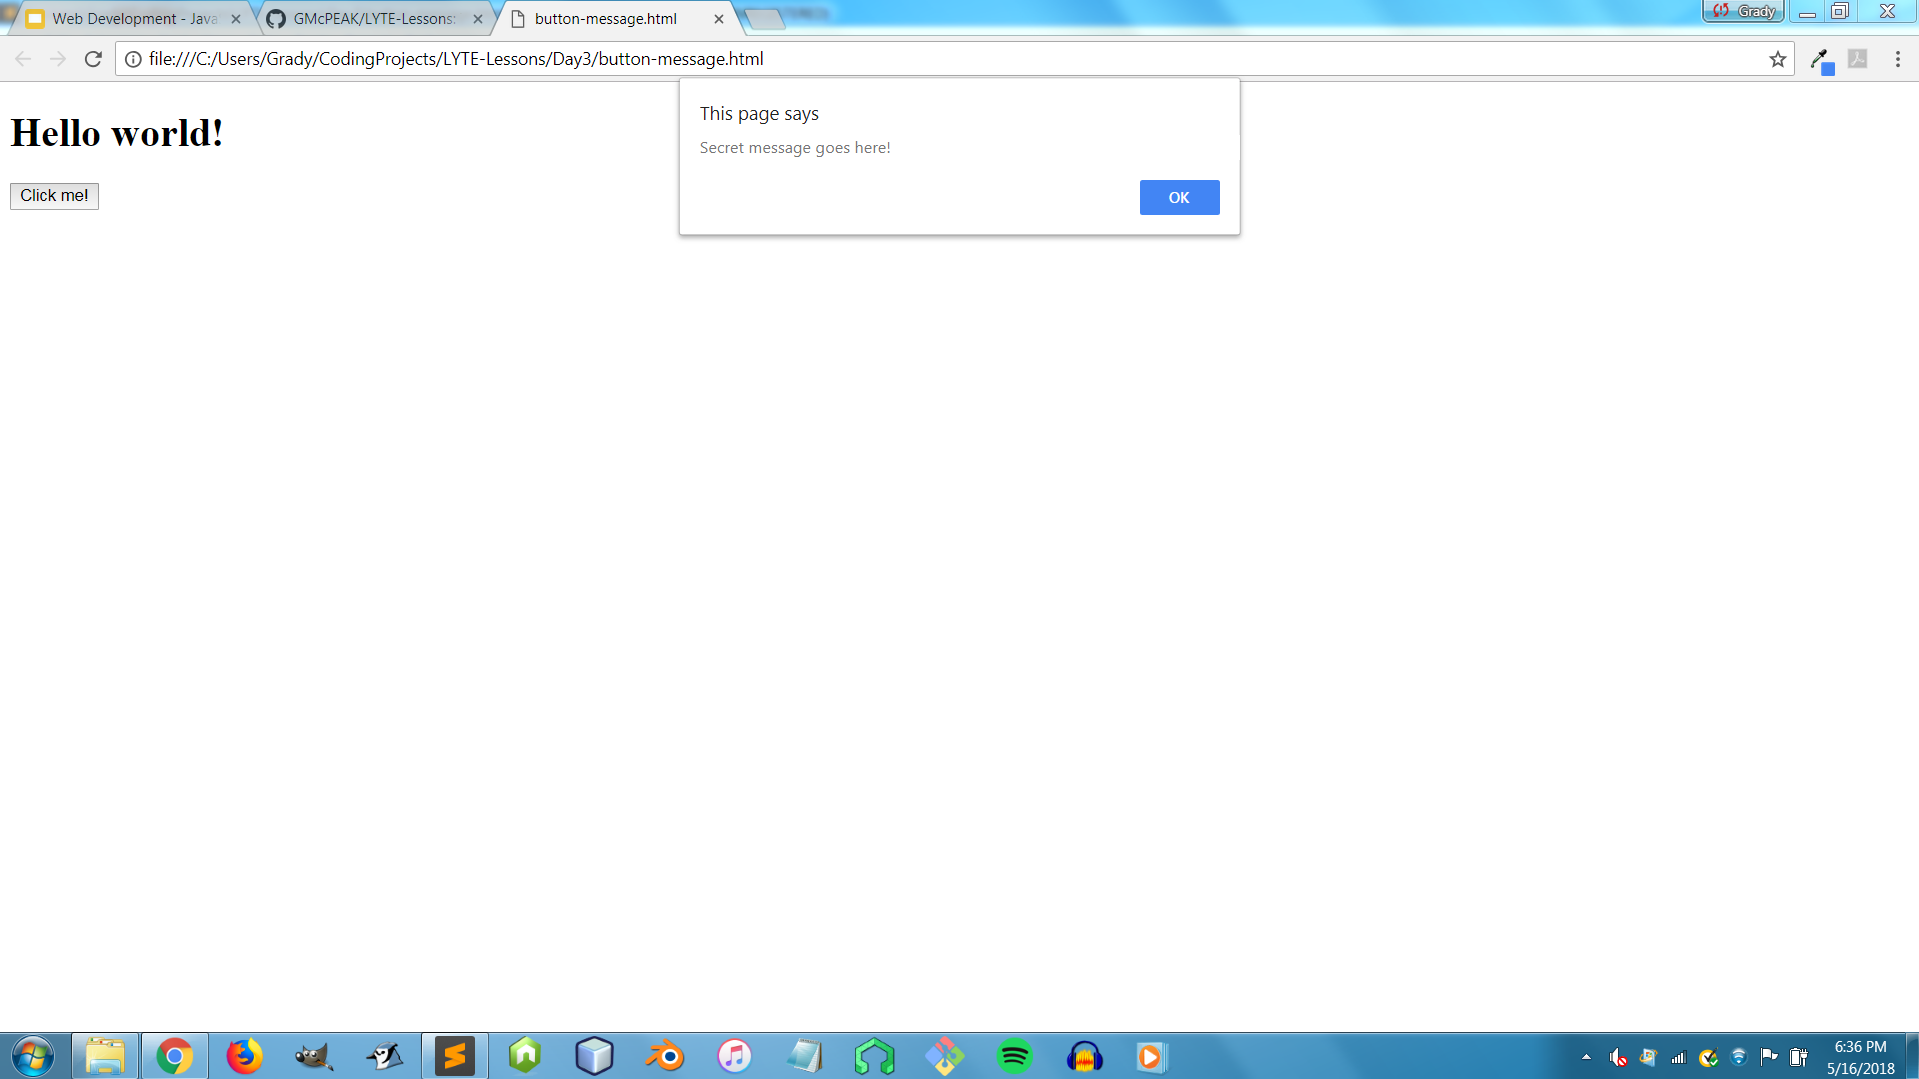 Web Development - Java
GMcPEAK/LYTE-Lessons:
button-message.html
Grady
file:///C:/Users/Grady/CodingProjects/LYTE-Lessons/Day3/button-message.html
This page says
Secret message goes here!
OK
Hello world!
Click me!
6:36 PM
5/16/2018